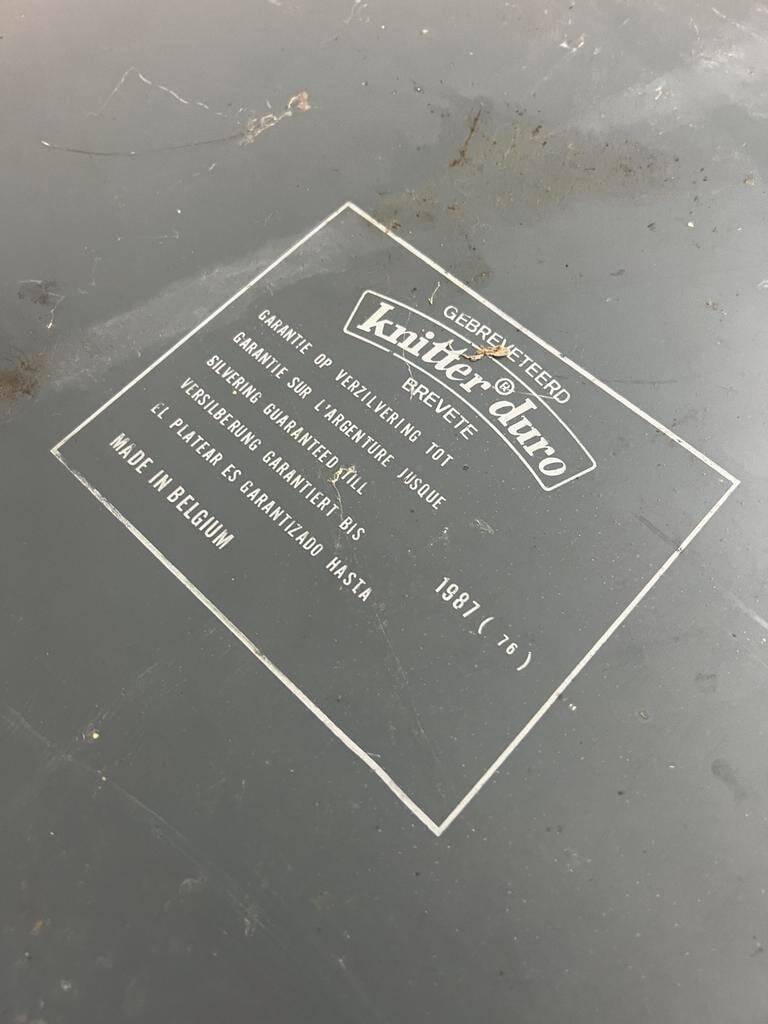 GEBREVETEERD
knitter® duro
BREVETE
GARANTIE OP VERZILVERING TOT
GARANTIE SUR L'ARGENTURE JUSQUE
SILVERING GUARANTEED TILL
VERSILBERUNG GARANTIERT BIS
EL PLATEAR ES GARANTIZADO HASTA
1987 ( 76 )
MADE IN BELGIUM